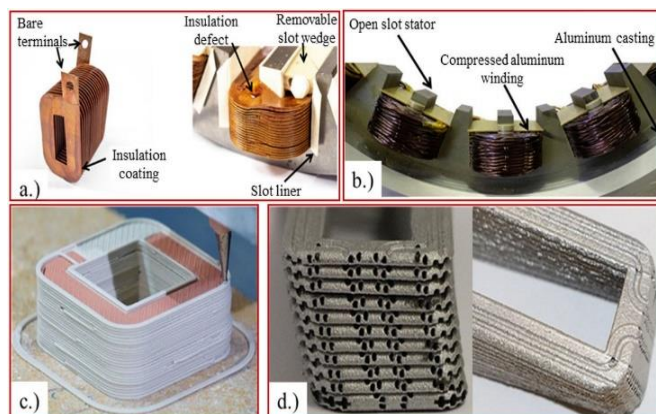 Bare
terminals
Insulation
coating
Insulation
defect
Removable
slot wedge
Slot liner
a.)
Open slot stator
Compressed aluminum
winding
Aluminum casting
b.)
c.)
d.)